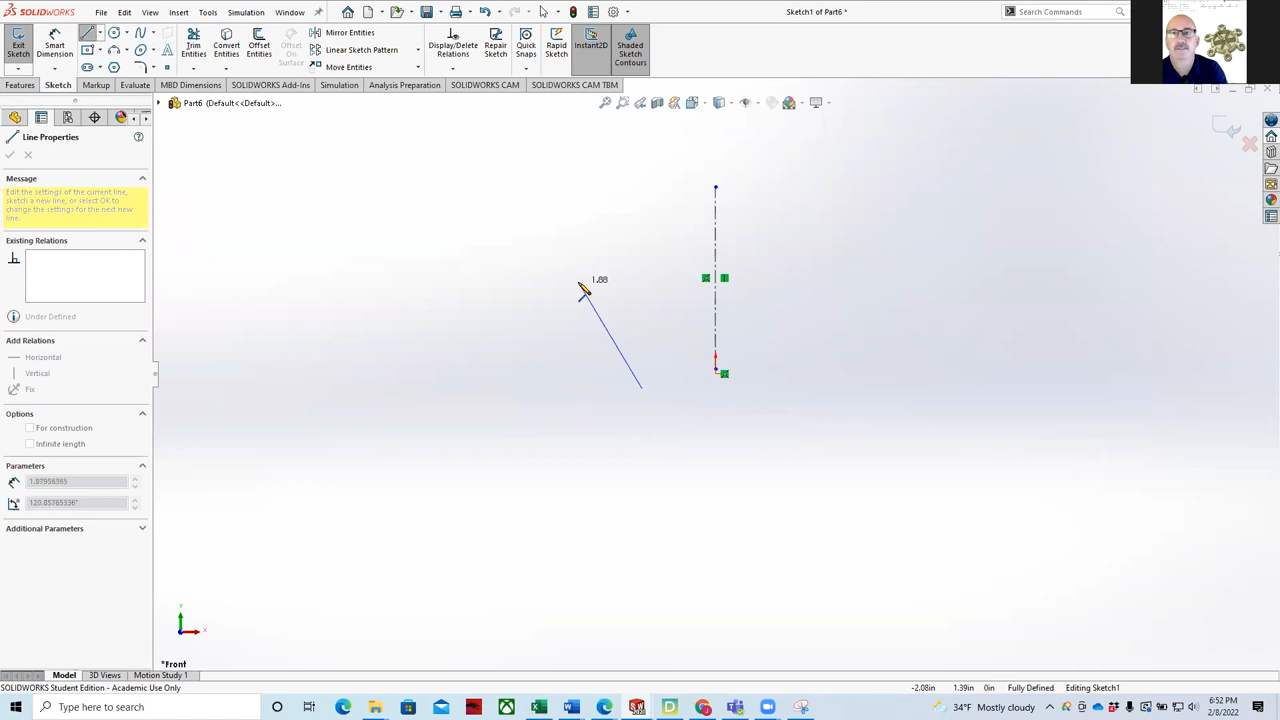 SOLIDWORKS
File Edit View Insert Tools Simulation Window
Sketch1 of Part6 *
Search Commands
Exit Sketch
Smart Dimension
Trim Entities
Convert Entities
Offset Entities
Offset On Surface
Mirror Entities
Linear Sketch Pattern
Move Entities
Display/Delete Relations
Repair Sketch
Quick Snaps
Rapid Sketch
Instant2D
Shaded Sketch Contours
Features Sketch Markup Evaluate MBD Dimensions SOLIDWORKS Add-Ins Simulation Analysis Preparation SOLIDWORKS CAM SOLIDWORKS CAM TBM
Part6 (Default<<Default>...
Line Properties
Message
Edit the settings of the current line,
sketch a new line, or select OK to
change the settings for the next new
line.
Existing Relations
Under Defined
Add Relations
Horizontal
Vertical
Fix
Options
For construction
Infinite length
Parameters
1.87936365
120.85765336°
Additional Parameters
1.88
Y
X
*Front
Model 3D Views Motion Study 1
SOLIDWORKS Student Edition - Academic Use Only
-2.08in 1.39in 0in Fully Defined Editing Sketch1
Type here to search
34°F Mostly cloudy
6:52 PM
2/8/2022